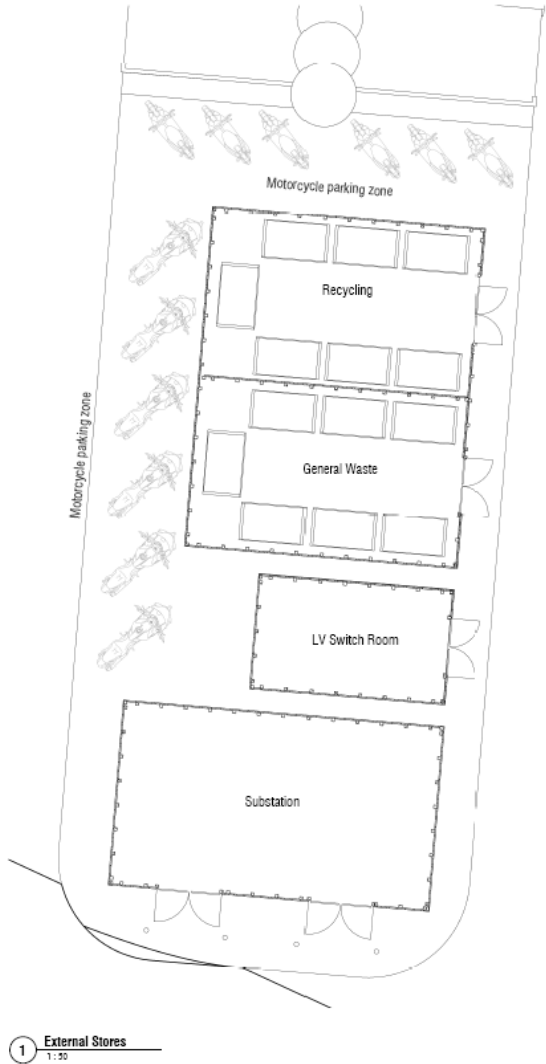 Motorcycle parking zone
Recycling
Motorcycle parking zone
General Waste
LV Switch Room
Substation
1 External Stores
1 : 50